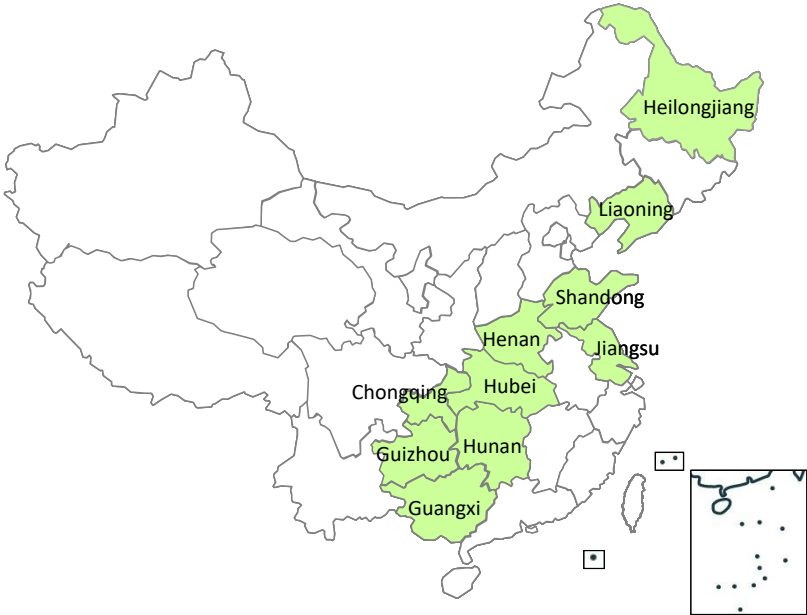 Heilongjiang
Liaoning
Shandong
Henan
Jiangsu
Chongqing
Hubei
Guizhou
Hunan
Guangxi